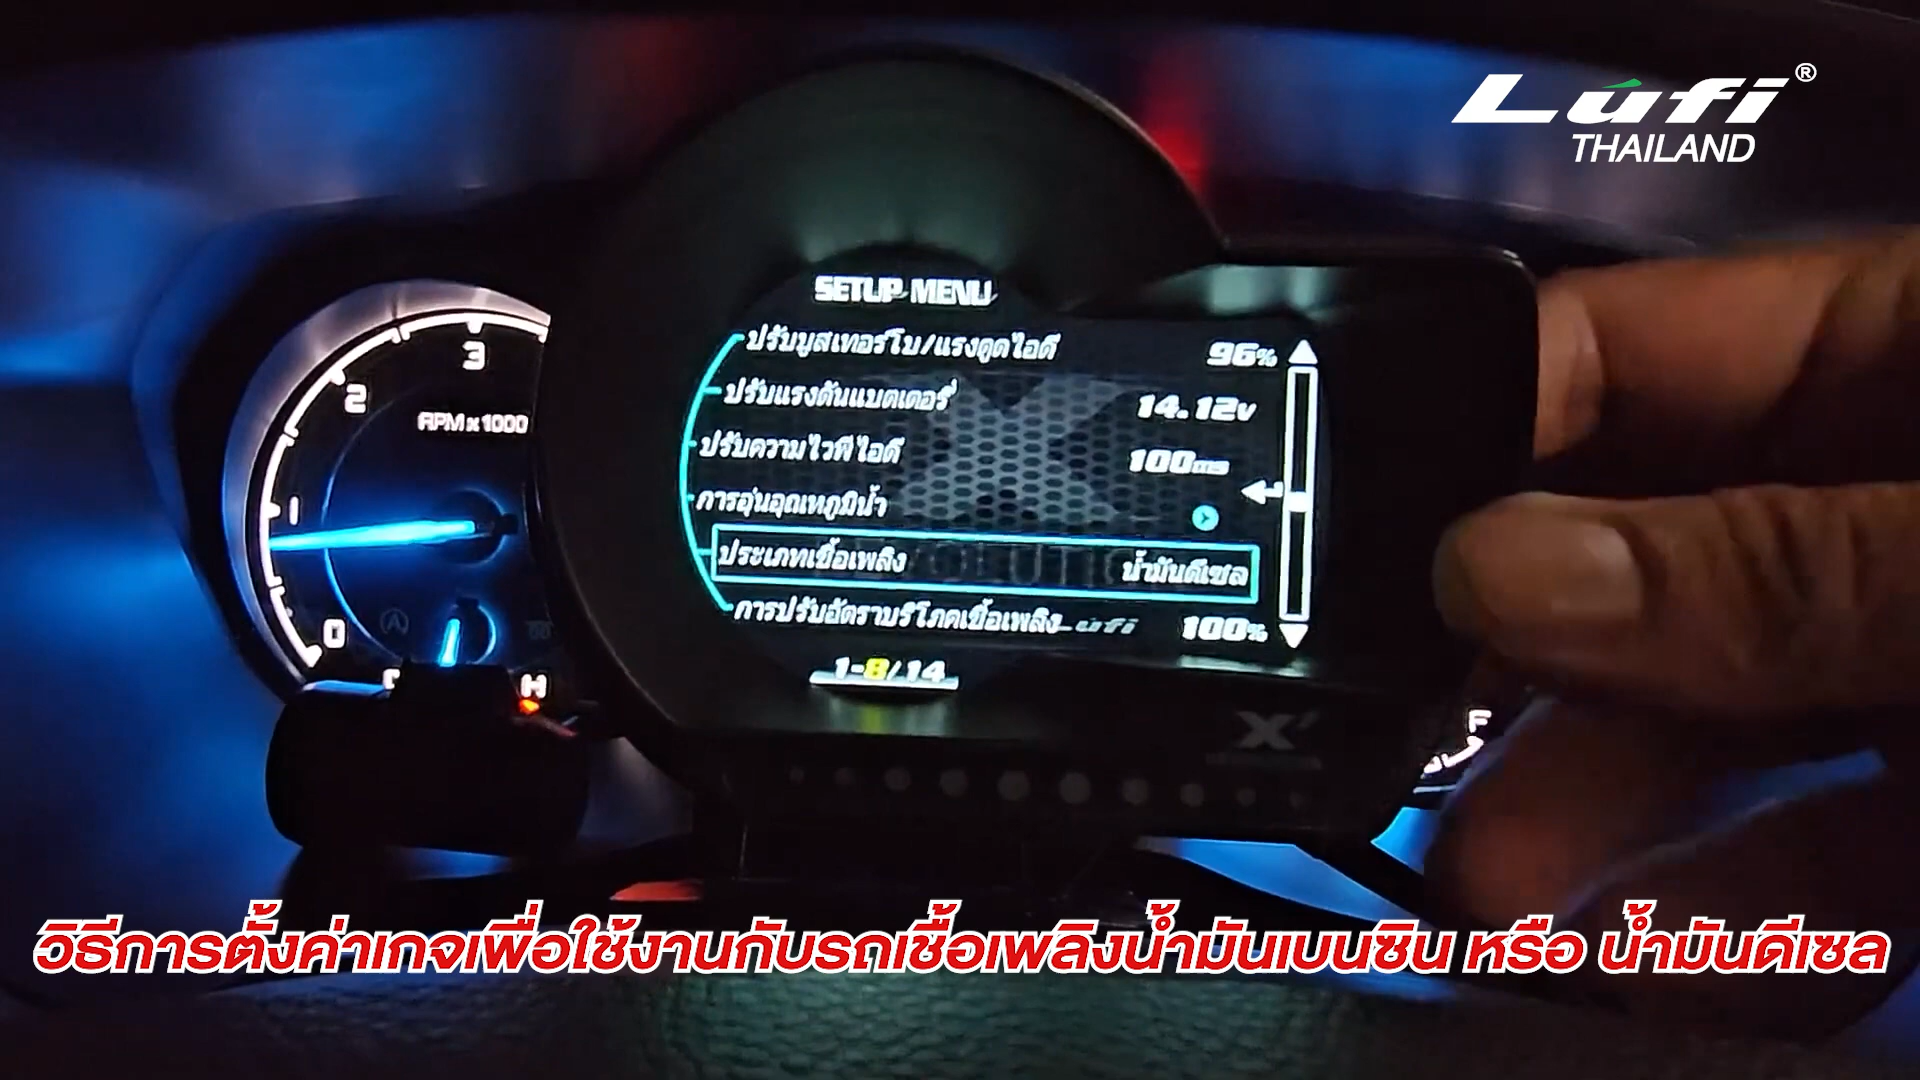 Lufi®
THAILAND
SETUP MENU
ปรับบูสเทอร์โบ/แรงดูดไอดี 96%
ปรับแรงดันแบตเตอรี่ 14.12v
ปรับความไวพีไอดี 100ms
การอุ่นอุณหภูมิน้ำ
ประเภทเชื้อเพลิง น้ำมันดีเซล
การปรับอัตราบริโภคเชื้อเพลิง Lufi 100%
1-8/14
3
2
RPM x 1000
1
0
H
F
X
วิธีการตั้งค่าเกจเพื่อใช้งานกับรถเชื้อเพลิงน้ำมันเบนซิน หรือ น้ำมันดีเซล